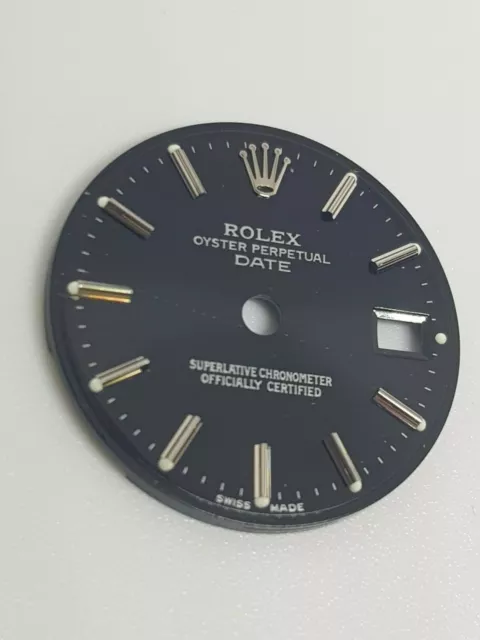 ROLEX
OYSTER PERPETUAL
DATE
SUPERLATIVE CHRONOMETER
OFFICIALLY CERTIFIED
SWISS MADE